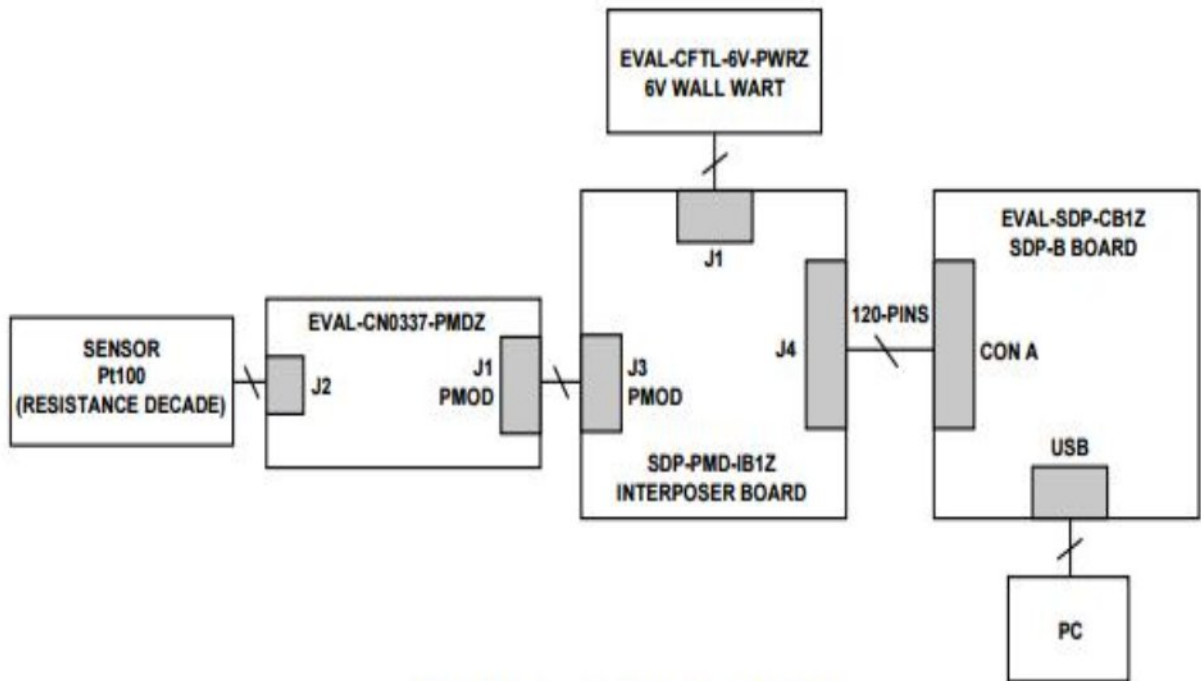 EVAL-CFTL-6V-PWRZ
6V WALL WART
J1
EVAL-SDP-CB1Z
SDP-B BOARD
120-PINS
J4
CON A
EVAL-CN0337-PMDZ
SENSOR
Pt100
(RESISTANCE DECADE)
J2
J1
PMOD
J3
PMOD
SDP-PMD-IB1Z
INTERPOSER BOARD
USB
PC